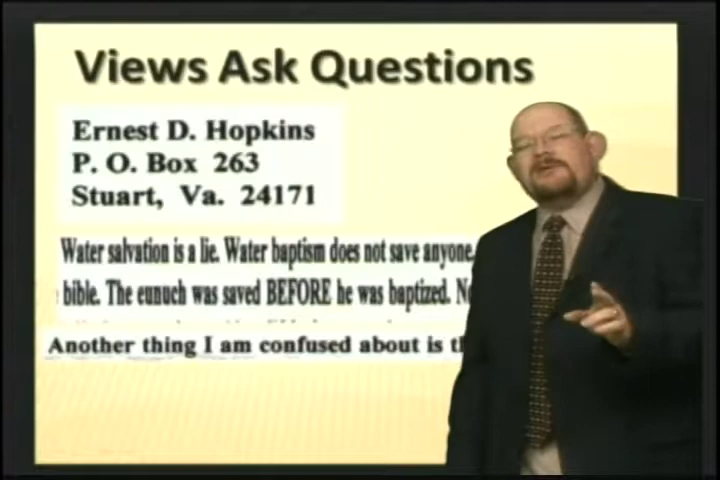 Views Ask Questions
Ernest D. Hopkins
P. O. Box 263
Stuart, Va. 24171
Water salvation is a lie. Water baptism does not save anyone.
bible. The eunuch was saved BEFORE he was baptized.
Another thing I am confused about is